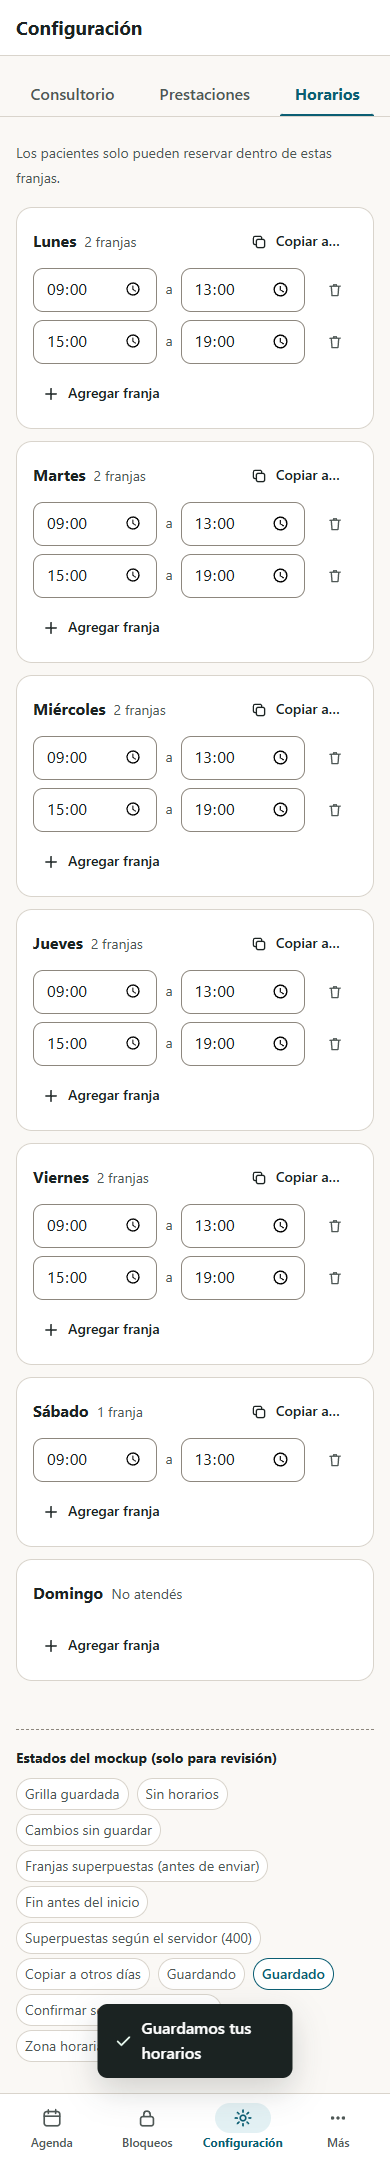 Configuración
Consultorio Prestaciones Horarios
Los pacientes solo pueden reservar dentro de estas
franjas.
Lunes 2 franjas Copiar a...
09:00 a 13:00
15:00 a 19:00
+ Agregar franja
Martes 2 franjas Copiar a...
09:00 a 13:00
15:00 a 19:00
+ Agregar franja
Miércoles 2 franjas Copiar a...
09:00 a 13:00
15:00 a 19:00
+ Agregar franja
Jueves 2 franjas Copiar a...
09:00 a 13:00
15:00 a 19:00
+ Agregar franja
Viernes 2 franjas Copiar a...
09:00 a 13:00
15:00 a 19:00
+ Agregar franja
Sábado 1 franja Copiar a...
09:00 a 13:00
+ Agregar franja
Domingo No atendés
+ Agregar franja
Estados del mockup (solo para revisión)
Grilla guardada Sin horarios
Cambios sin guardar
Franjas superpuestas (antes de enviar)
Fin antes del inicio
Superpuestas según el servidor (400)
Copiar a otros días Guardando Guardado
Confirmar
Zona
Guardamos tus
horarios
Agenda Bloqueos Configuración Más